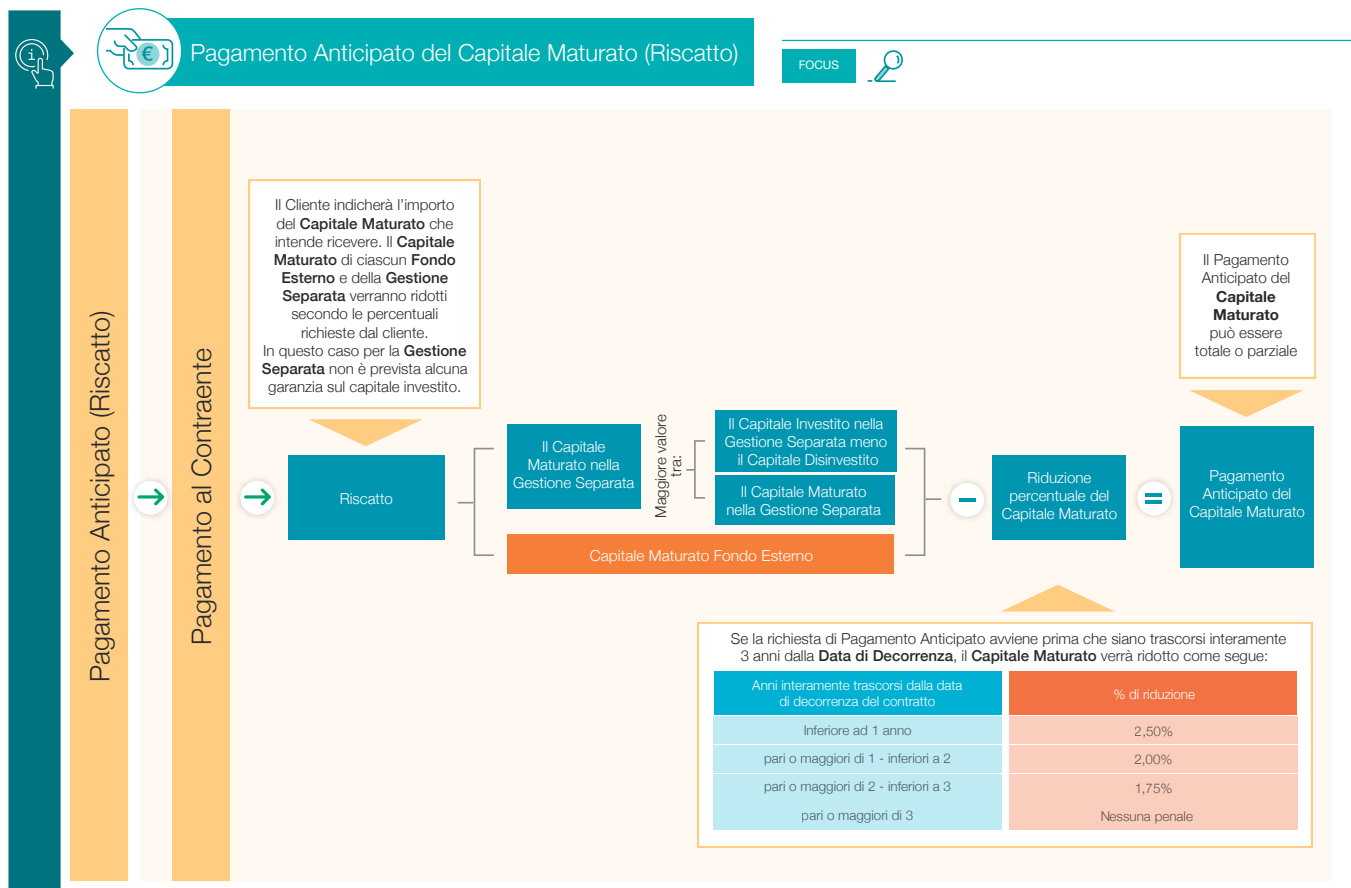 Pagamento Anticipato del Capitale Maturato (Riscatto)
FOCUS
Pagamento Anticipato (Riscatto)
Pagamento al Contraente
Il Cliente indicherà l'importo
del Capitale Maturato che
intende ricevere. Il Capitale
Maturato di ciascun Fondo
Esterno e della Gestione
Separata verranno ridotti
secondo le percentuali
richieste dal cliente.
In questo caso per la Gestione
Separata non è prevista alcuna
garanzia sul capitale investito.
Riscatto
Il Capitale
Maturato nella
Gestione Separata
Maggiore valore
tra:
Il Capitale Investito nella
Gestione Separata meno
il Capitale Disinvestito
Il Capitale Maturato
nella Gestione Separata
Capitale Maturato Fondo Esterno
Riduzione
percentuale del
Capitale Maturato
Il Pagamento
Anticipato del
Capitale
Maturato
può essere
totale o parziale
Pagamento
Anticipato del
Capitale Maturato
Se la richiesta di Pagamento Anticipato avviene prima che siano trascorsi interamente
3 anni dalla Data di Decorrenza, il Capitale Maturato verrà ridotto come segue:
Anni interamente trascorsi dalla data
di decorrenza del contratto
% di riduzione
Inferiore ad 1 anno
2,50%
pari o maggiori di 1 - inferiori a 2
2,00%
pari o maggiori di 2 - inferiori a 3
1,75%
pari o maggiori di 3
Nessuna penale